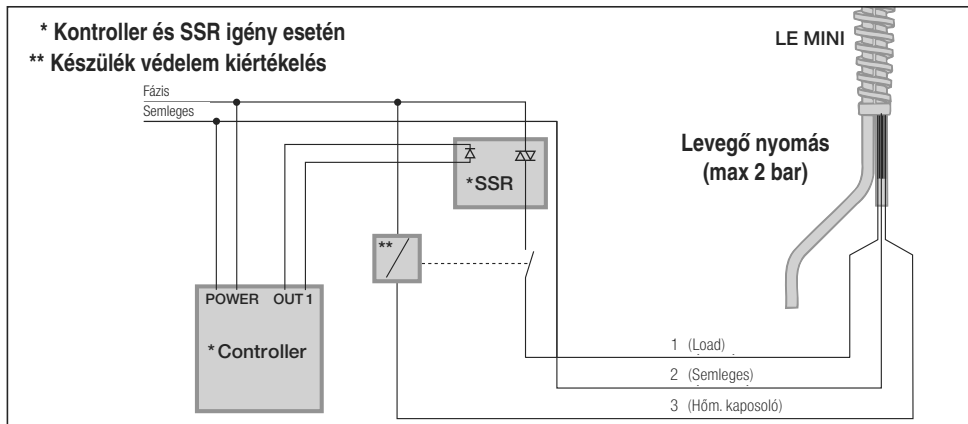 * Kontroller és SSR igény esetén
** Készülék védelem kiértékelés
LE MINI
Fázis
Semleges
Levegő nyomás
(max 2 bar)
*SSR
**
POWER OUT 1
*Controller
1 (Load)
2 (Semleges)
3 (Hőm. kaposoló)